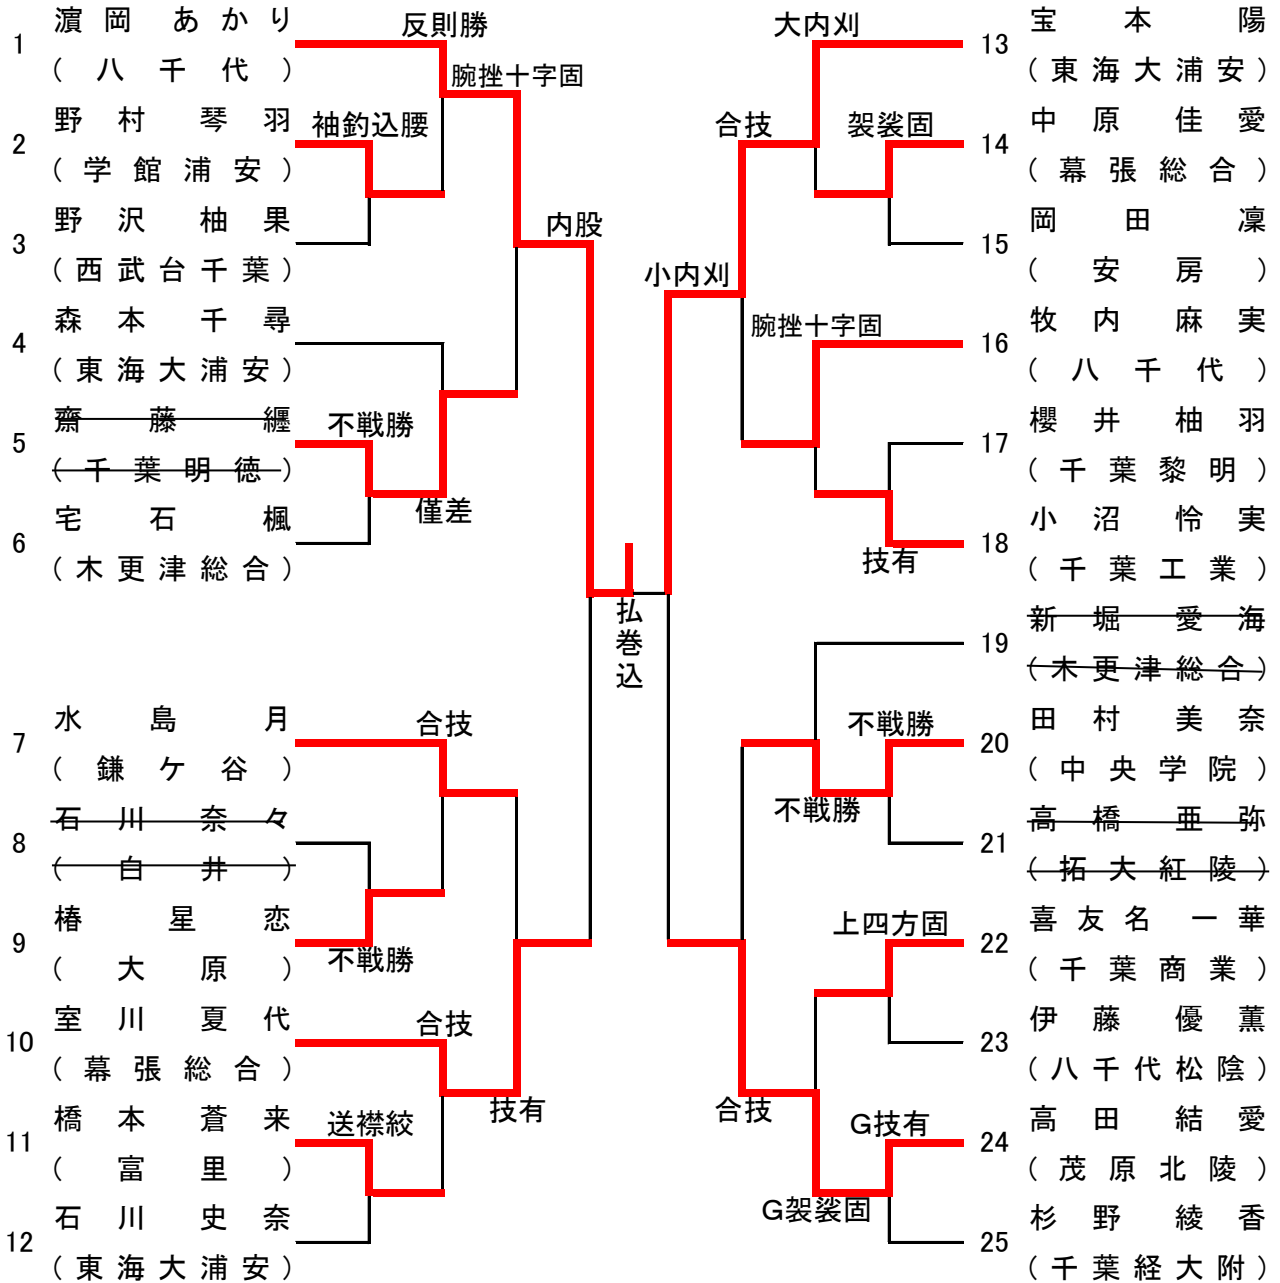 1 濵岡 あかり
(八千代)
2 野村 琴羽
(学館浦安)
3 野沢 柚果
(西武台千葉)
4 森本 千尋
(東海大浦安)
5 齋藤 纒
(千葉明徳)
6 宅石 楓
(木更津総合)
7 水島 月
(鎌ケ谷)
8 石川 奈々
(白井)
9 椿 星恋
(大原)
10 室川 夏代
(幕張総合)
11 橋本 蒼来
(富里)
12 石川 史奈
(東海大浦安)
反則勝
腕挫十字固
袖釣込腰
内股
不戦勝
僅差
合技
不戦勝
合技
技有
送襟絞
払巻込
大内刈
合技
袈裟固
小内刈
腕挫十字固
技有
不戦勝
不戦勝
上四方固
合技
G技有
G袈裟固
13 宝本 陽
(東海大浦安)
14 中原 佳愛
(幕張総合)
15 岡田 凜
(安房)
16 牧内 麻実
(八千代)
17 櫻井 柚羽
(千葉黎明)
18 小沼 怜実
(千葉工業)
19 新堀 愛海
(木更津総合)
20 田村 美奈
(中央学院)
21 高橋 亜弥
(拓大紅陵)
22 喜友名 一華
(千葉商業)
23 伊藤 優薫
(八千代松陰)
24 高田 結愛
(茂原北陵)
25 杉野 綾香
(千葉経大附)